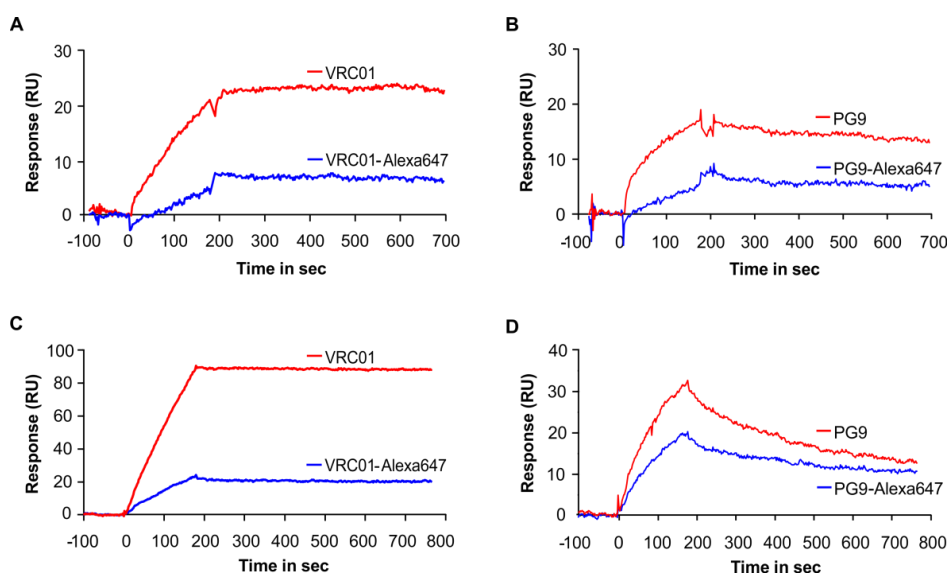 A
Response (RU)
30
20
10
0
VRC01
VRC01-Alexa647
-100 0 100 200 300 400 500 600 700
Time in sec
B
Response (RU)
30
20
10
0
PG9
PG9-Alexa647
-100 0 100 200 300 400 500 600 700
Time in sec
C
Response (RU)
100
80
60
40
20
0
VRC01
VRC01-Alexa647
-100 0 100 200 300 400 500 600 700 800
Time in sec
D
Response (RU)
40
30
20
10
0
PG9
PG9-Alexa647
-100 0 100 200 300 400 500 600 700 800
Time in sec